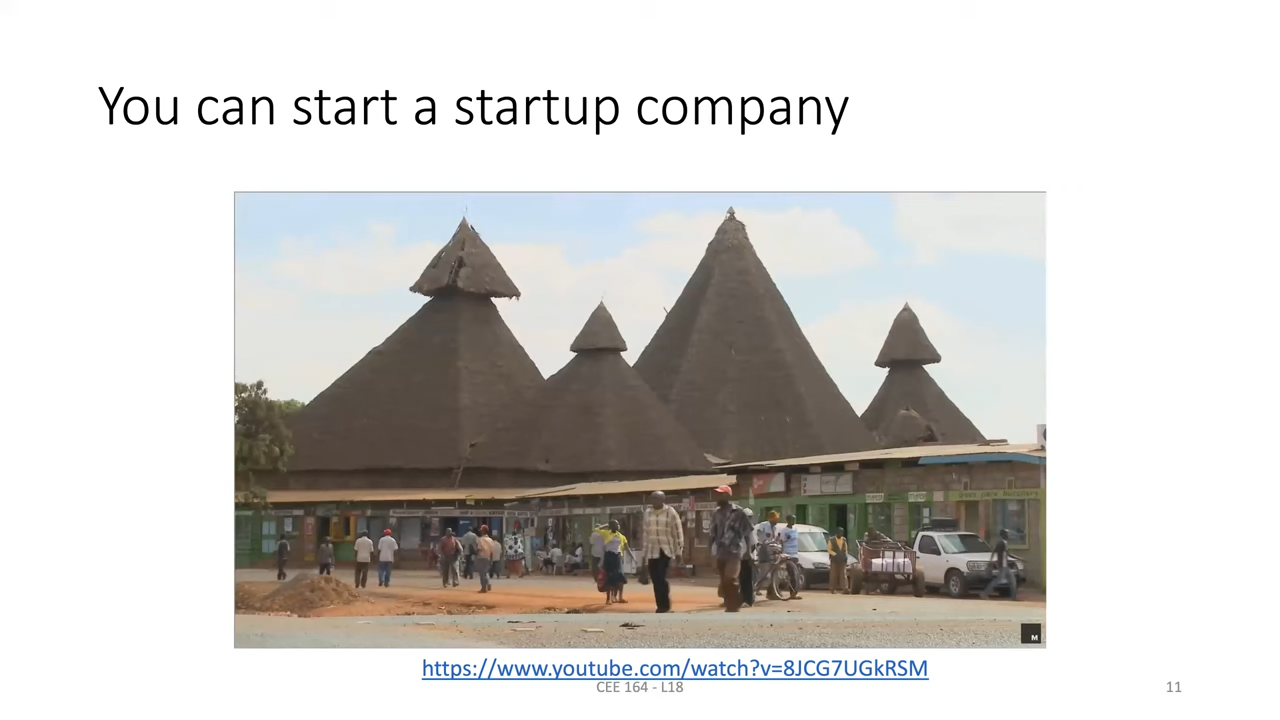 You can start a startup company
M
https://www.youtube.com/watch?v=8JCG7UGkRSM
CEE 164 - L18
11